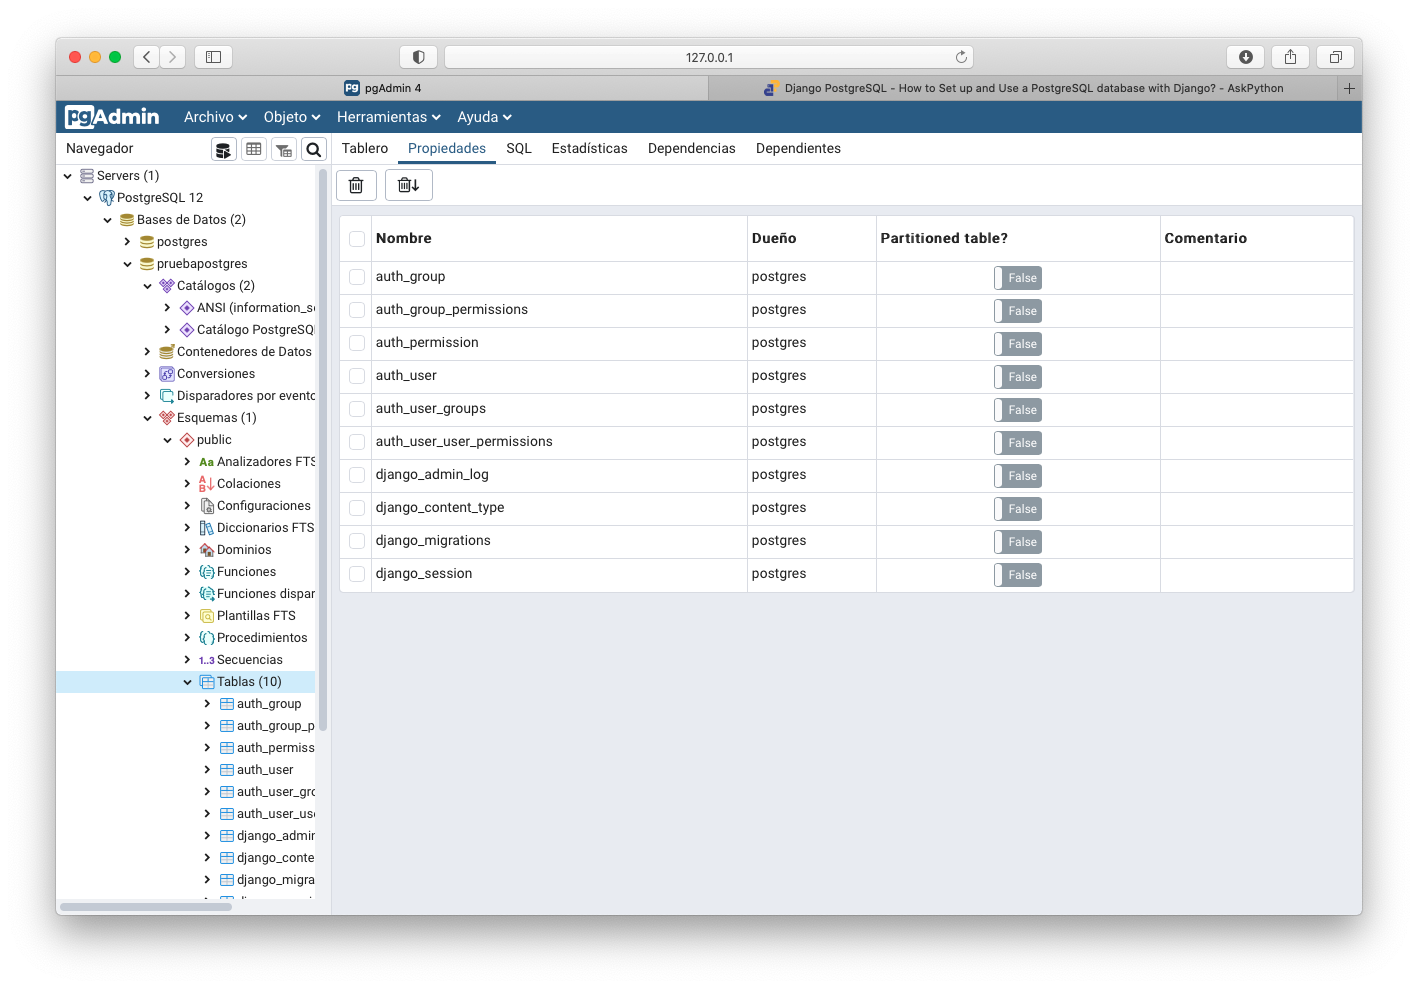 127.0.0.1
pgAdmin 4
Django PostgreSQL - How to Set up and Use a PostgreSQL database with Django? - AskPython
pgAdmin Archivo Objeto Herramientas Ayuda
Navegador
Tablero Propiedades SQL Estadísticas Dependencias Dependientes
Servers (1)
PostgreSQL 12
Bases de Datos (2)
postgres
pruebapostgres
Catálogos (2)
ANSI (information_s
Catálogo PostgreSQ
Contenedores de Datos
Conversiones
Disparadores por evento
Esquemas (1)
public
Analizadores FTS
Colaciones
Configuraciones
Diccionarios FTS
Dominios
Funciones
Funciones dispar
Plantillas FTS
Procedimientos
1..3 Secuencias
Tablas (10)
auth_group
auth_group_p
auth_permiss
auth_user
auth_user_gro
auth_user_use
django_admin
django_conte
django_migra
Nombre Dueño Partitioned table? Comentario
auth_group postgres False
auth_group_permissions postgres False
auth_permission postgres False
auth_user postgres False
auth_user_groups postgres False
auth_user_user_permissions postgres False
django_admin_log postgres False
django_content_type postgres False
django_migrations postgres False
django_session postgres False